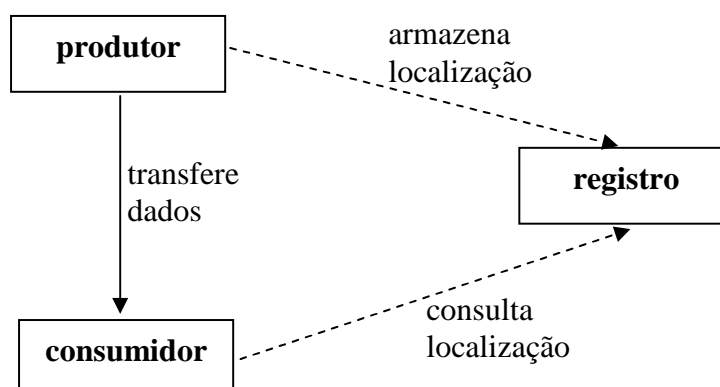 produtor
armazena
localização
registro
transfere
dados
consulta
localização
consumidor